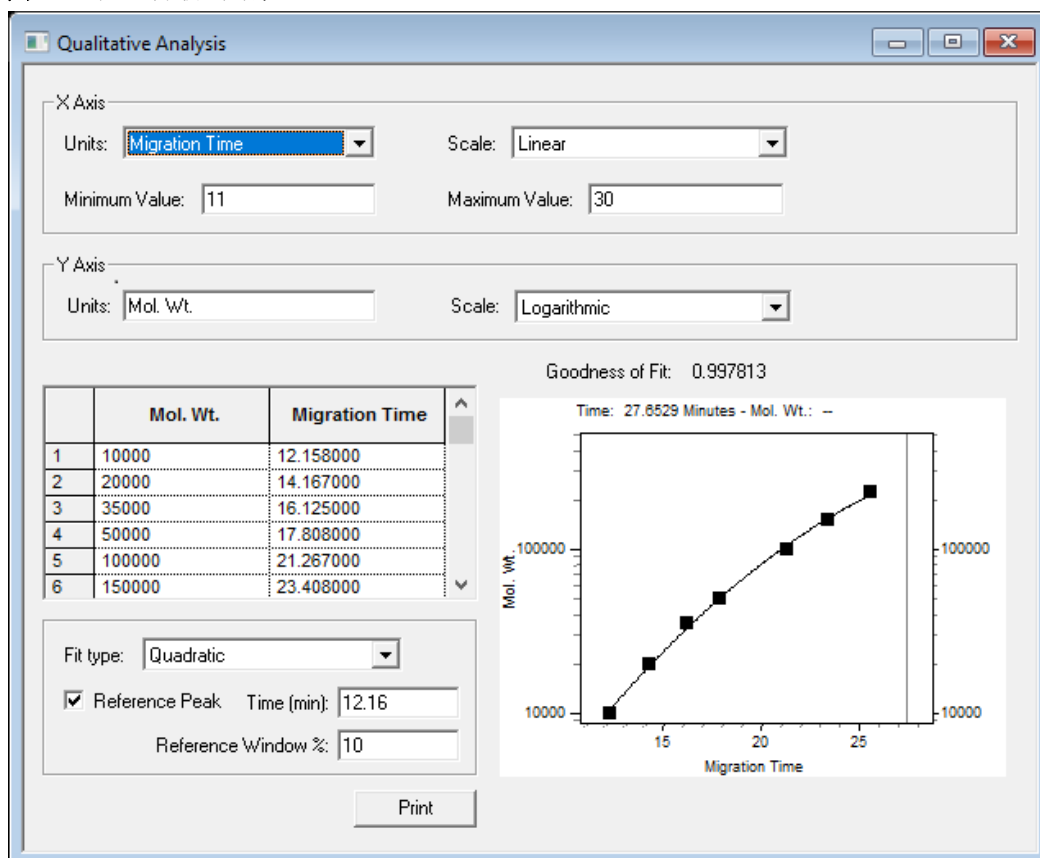 Qualitative Analysis
X Axis
Units: Migration Time Scale: Linear
Minimum Value: 11 Maximum Value: 30
Y Axis
Units: Mol. Wt. Scale: Logarithmic
Goodness of Fit: 0.997813
Mol. Wt. Migration Time
1 10000 12.158000
2 20000 14.167000
3 35000 16.125000
4 50000 17.808000
5 100000 21.267000
6 150000 23.408000
Time: 27.6529 Minutes - Mol. Wt.: --
Mol. Wt.
100000 100000
10000 10000
15 20 25
Migration Time
Fit type: Quadratic
Reference Peak Time (min): 12.16
Reference Window %: 10
Print